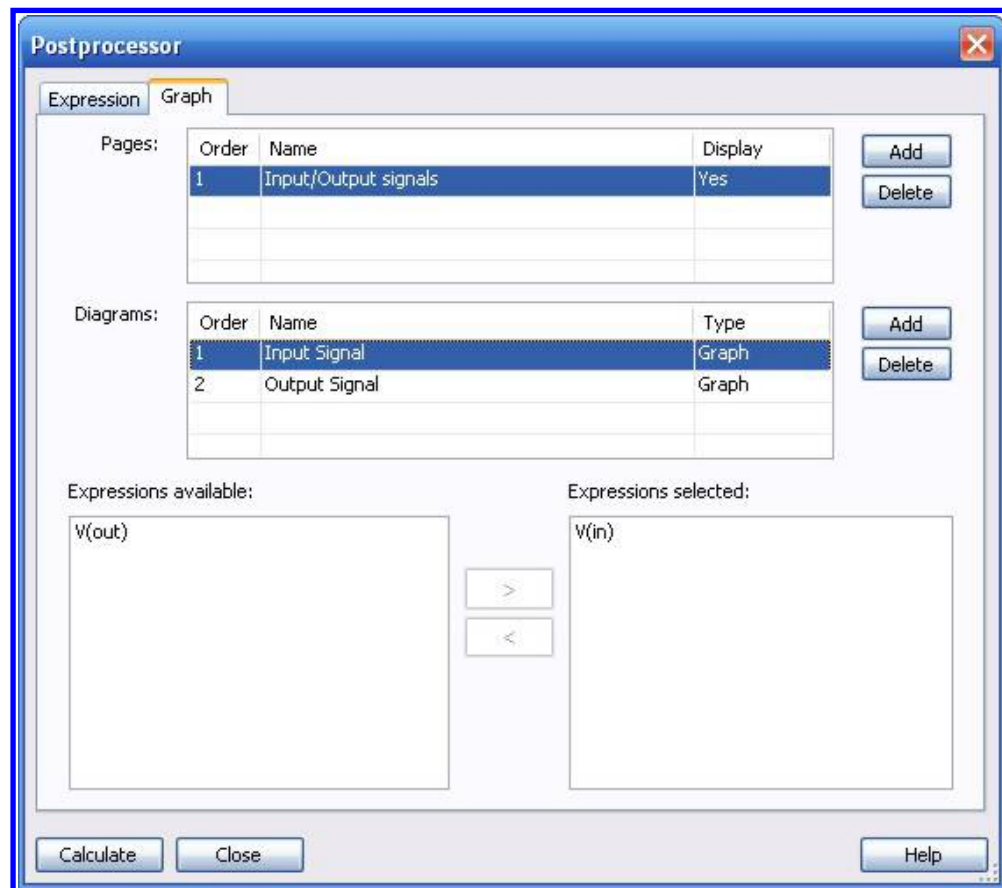 Postprocessor
Expression Graph
Pages:
Order Name Display
1 Input/Output signals Yes
Add
Delete
Diagrams:
Order Name Type
1 Input Signal Graph
2 Output Signal Graph
Add
Delete
Expressions available:
V(out)
>
<
Expressions selected:
V(in)
Calculate Close Help